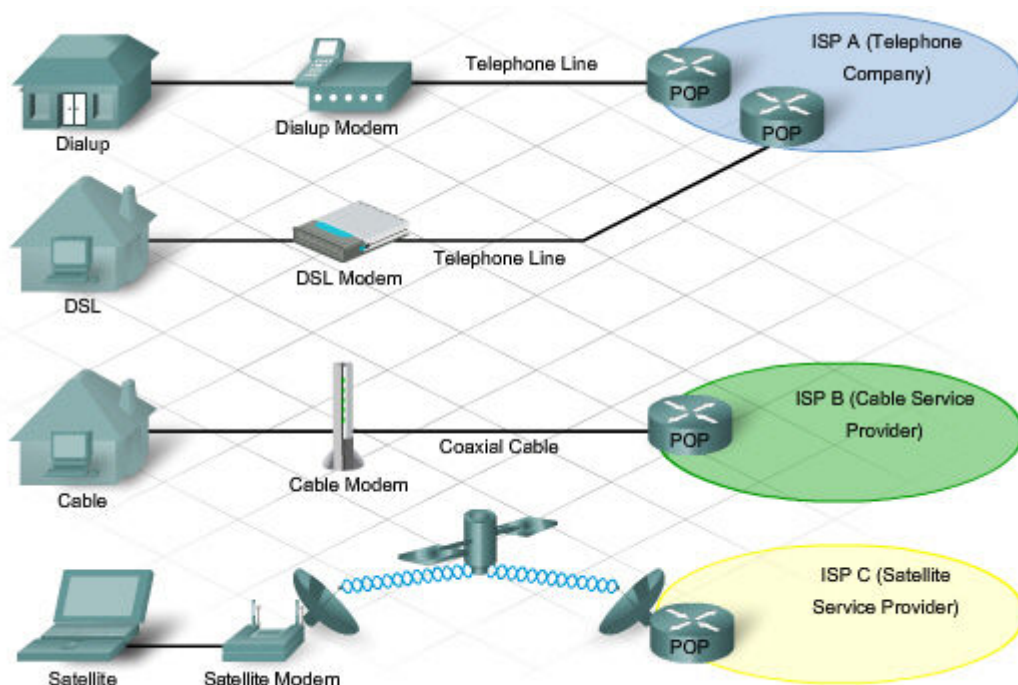 ISP A (Telephone
Company)
Telephone Line
POP
POP
Dialup
Dialup Modem
Telephone Line
DSL Modem
DSL
ISP B (Cable Service
Provider)
POP
Coaxial Cable
Cable
Cable Modem
ISP C (Satellite
Service Provider)
POP
Satellite
Satellite Modem